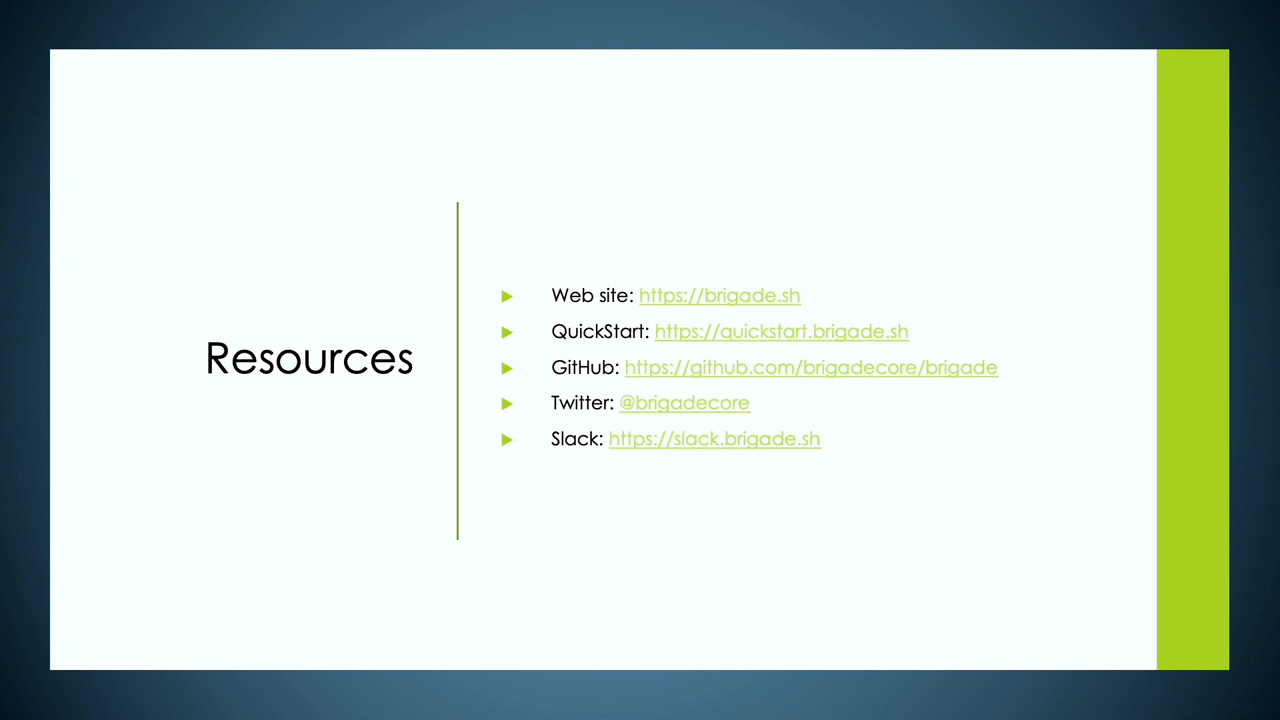 Resources
Web site: https://brigade.sh
QuickStart: https://quickstart.brigade.sh
GitHub: https://github.com/brigadecore/brigade
Twitter: @brigadecore
Slack: https://slack.brigade.sh